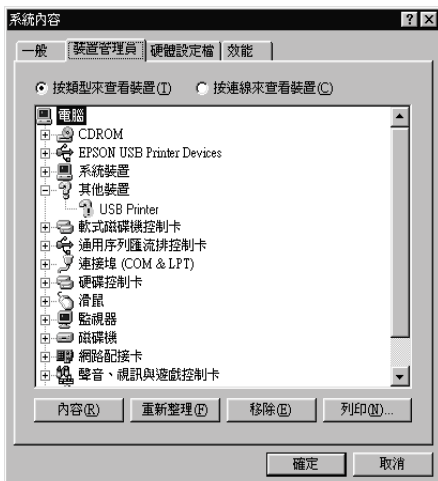 系統內容
一般 裝置管理員 硬體設定檔 效能
按類型來查看裝置(I) 按連線來查看裝置(C)
電腦
CDROM
EPSON USB Printer Devices
系統裝置
其他裝置
USB Printer
軟式磁碟機控制卡
通用序列匯流排控制卡
連接埠 (COM & LPT)
硬碟控制卡
滑鼠
監視器
磁碟機
網路配接卡
聲音、視訊與遊戲控制卡
內容(R) 重新整理(F) 移除(E) 列印(N)...
確定 取消